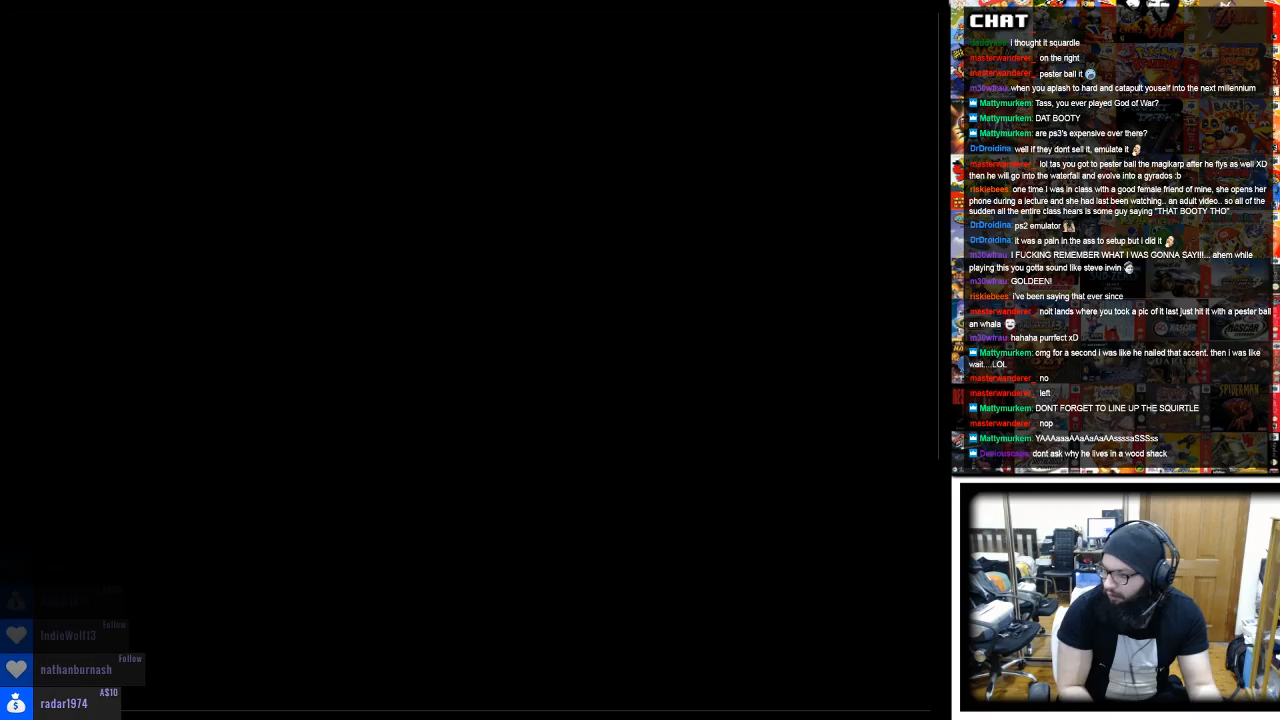 CHAT
i thought it squardle
masterwanderer_ on the right
masterwanderer_ pester ball it
m30wfrau: when you aplash to hard and catapult youself into the next millennium
Mattymurkem: Tass, you ever played God of War?
Mattymurkem: DAT BOOTY
Mattymurkem: are ps3's expensive over there?
DrDroidina: well if they dont sell it, emulate it
masterwanderer_ lol tas you got to pester ball the magikarp after he flys as well XD
then he will go into the waterfall and evolve into a gyrados :b
riskiebees: one time i was in class with a good female friend of mine, she opens her
phone during a lecture and she had last been watching.. an adult video.. so all of the
sudden all the entire class hears is some guy saying "THAT BOOTY THO"
DrDroidina: ps2 emulator
DrDroidina: it was a pain in the ass to setup but i did it
m30wfrau: I FUCKING REMEMBER WHAT I WAS GONNA SAY!!!... ahem while
playing this you gotta sound like steve irwin
m30wfrau: GOLDEEN!
riskiebees: i've been saying that ever since
masterwanderer_ noit lands where you took a pic of it last just hit it with a pester ball
an whala
m30wfrau: hahaha purrfect xD
Mattymurkem: omg for a second i was like he nailed that accent. then i was like
wait....LOL
masterwanderer_ no
masterwanderer_ left
Mattymurkem: DONT FORGET TO LINE UP THE SQUIRTLE
masterwanderer_ nop
Mattymurkem: YAAAaaaAAaAaAaAAssssaSSSss
dont ask why he lives in a wood shack
IndieWolf13 Follow
nathanburnash Follow
radar1974 A$10